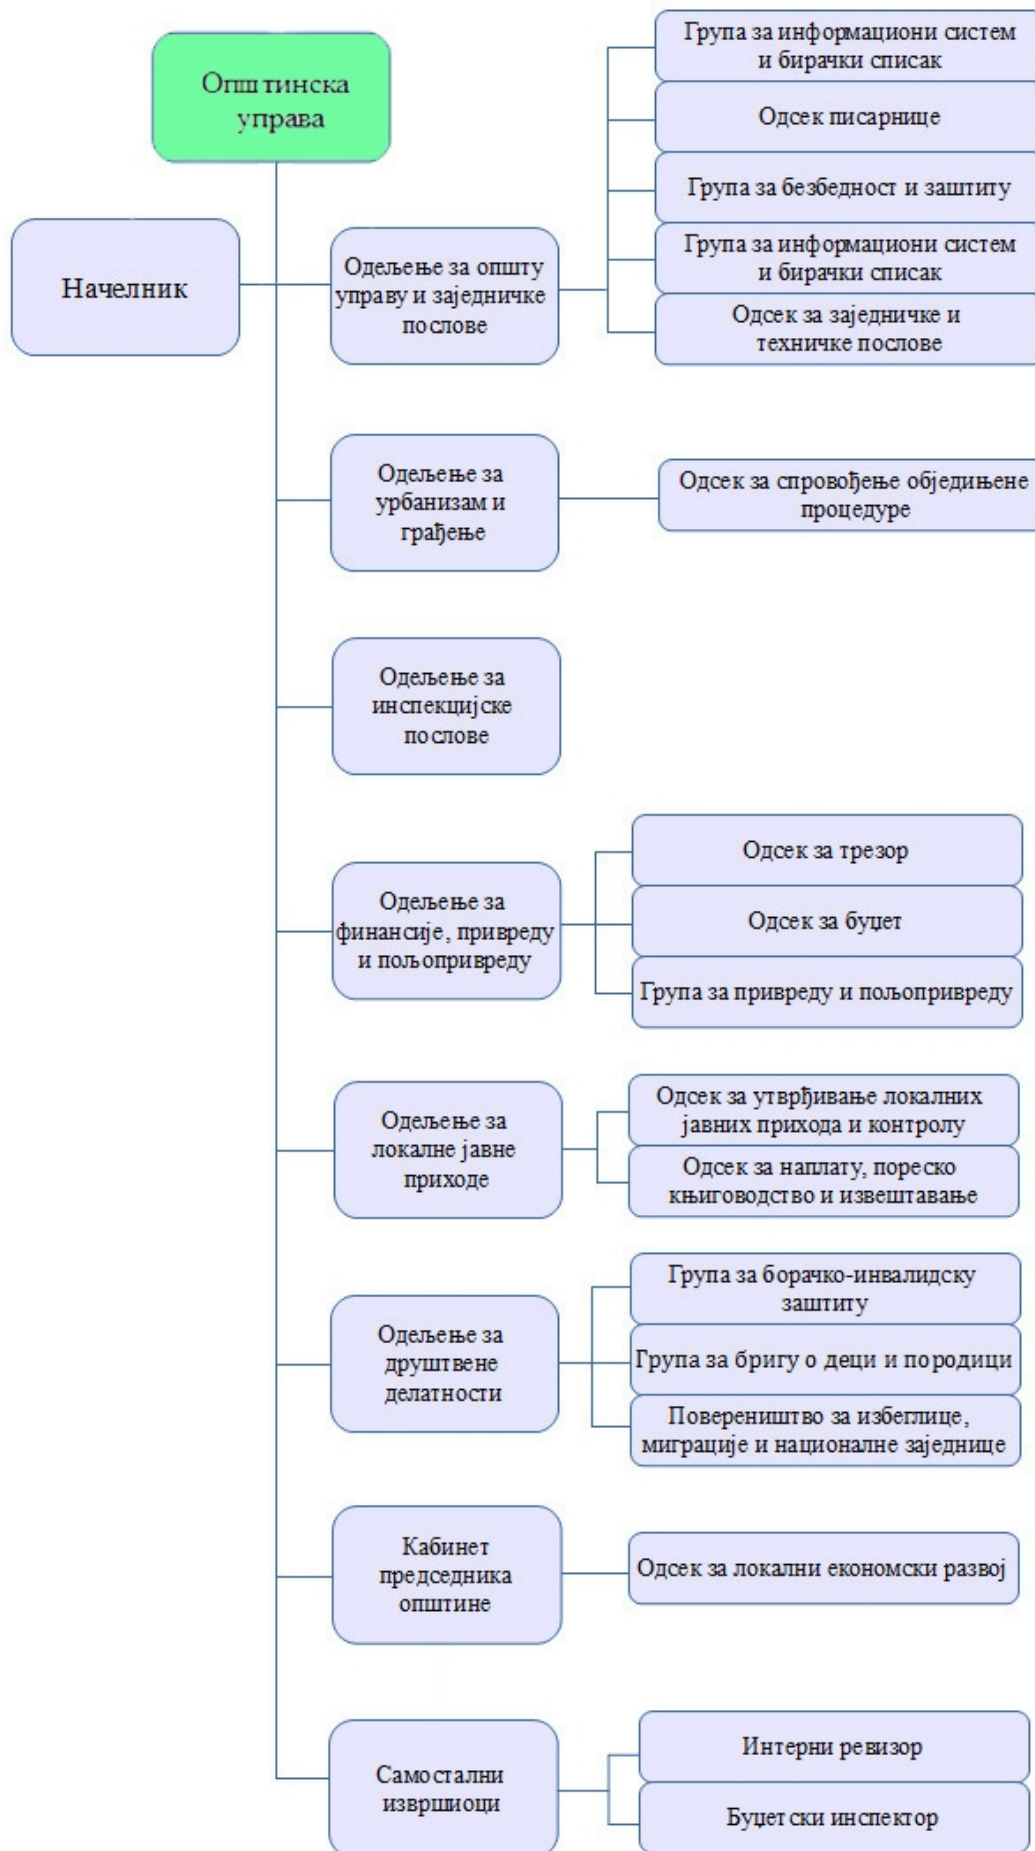 Општинска
управа
Начелник
Одељење за општу
управу и заједничке
послове
Група за информациони систем
и бирачки списак
Одсек писарнице
Група за безбедност и заштиту
Група за информациони систем
и бирачки списак
Одсек за заједничке и
техничке послове
Одељење за
урбанизам и
грађење
Одсек за спровођење обједињене
процедуре
Одељење за
инспекцијске
послове
Одељење за
финансије, привреду
и пољопривреду
Одсек за трезор
Одсек за буџет
Група за привреду и пољопривреду
Одељење за
локалне јавне
приходе
Одсек за утврђивање локалних
јавних прихода и контролу
Одсек за наплату, пореско
књиговодство и извештавање
Одељење за
друштвене
делатности
Група за борачко-инвалидску
заштиту
Група за бригу о деци и породици
Повереништво за избеглице,
миграције и националне заједнице
Кабинет
председника
општине
Одсек за локални економски развој
Самостални
извршиоци
Интерни ревизор
Буџетски инспектор